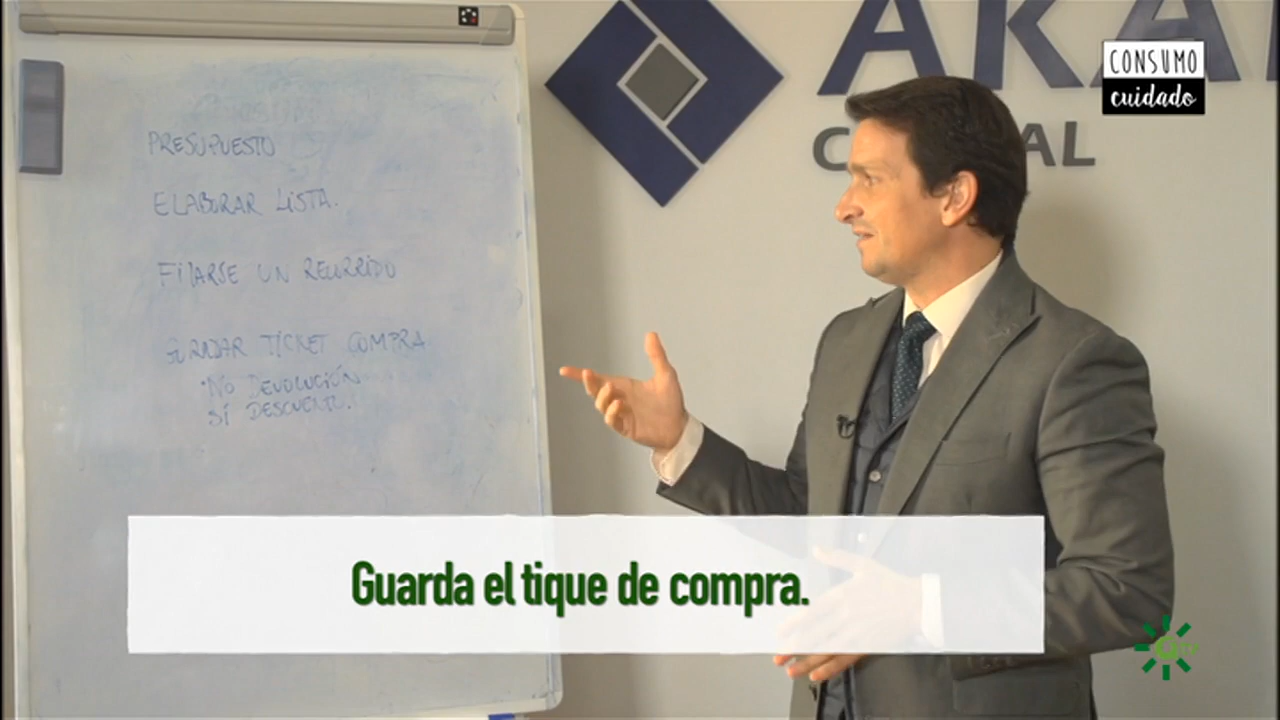 PRESUPUESTO
ELABORAR LISTA.
FIJARSE UN RECORRIDO
GUARDAR TICKET COMPRA
·NO DEVOLUCIÓN
SÍ DESCUENTO.
CONSUMO
cuidado
Guarda el tique de compra.